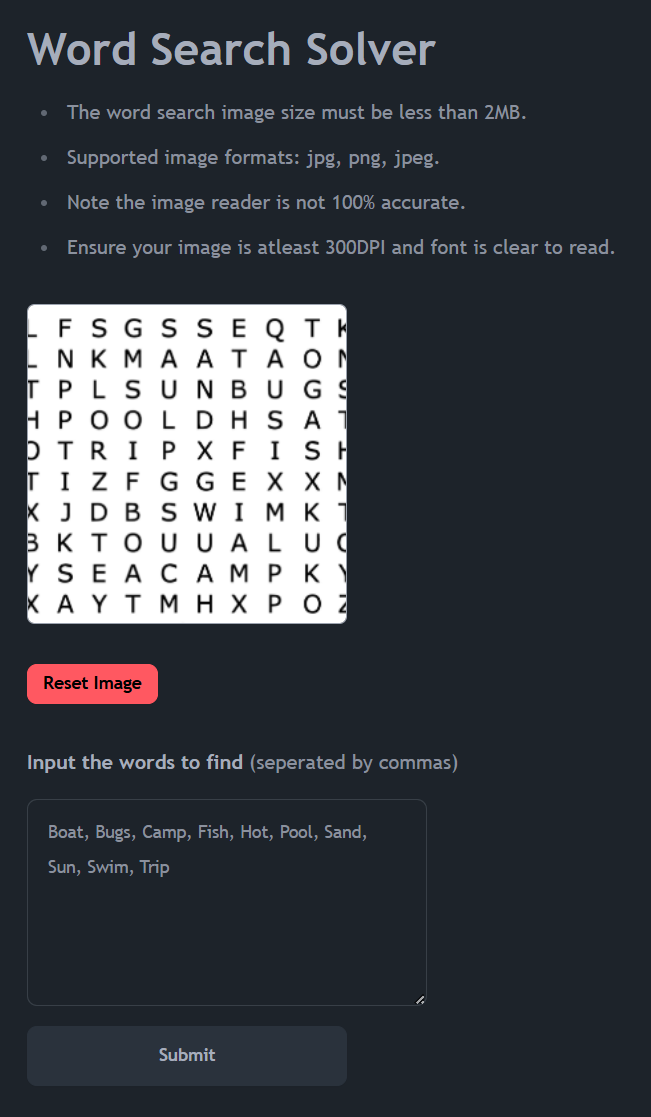 Word Search Solver
The word search image size must be less than 2MB.
Supported image formats: jpg, png, jpeg.
Note the image reader is not 100% accurate.
Ensure your image is atleast 300DPI and font is clear to read.
L F S G S S E Q T K
L N K M A A T A O N
T P L S U N B U G S
H P O O L D H S A T
O T R I P X F I S H
T I Z F G G E X X N
X J D B S W I M K T
B K T O U U A L U
Y S E A C A M P K Y
X A Y T M H X P O Z
Reset Image
Input the words to find (seperated by commas)
Boat, Bugs, Camp, Fish, Hot, Pool, Sand,
Sun, Swim, Trip
Submit